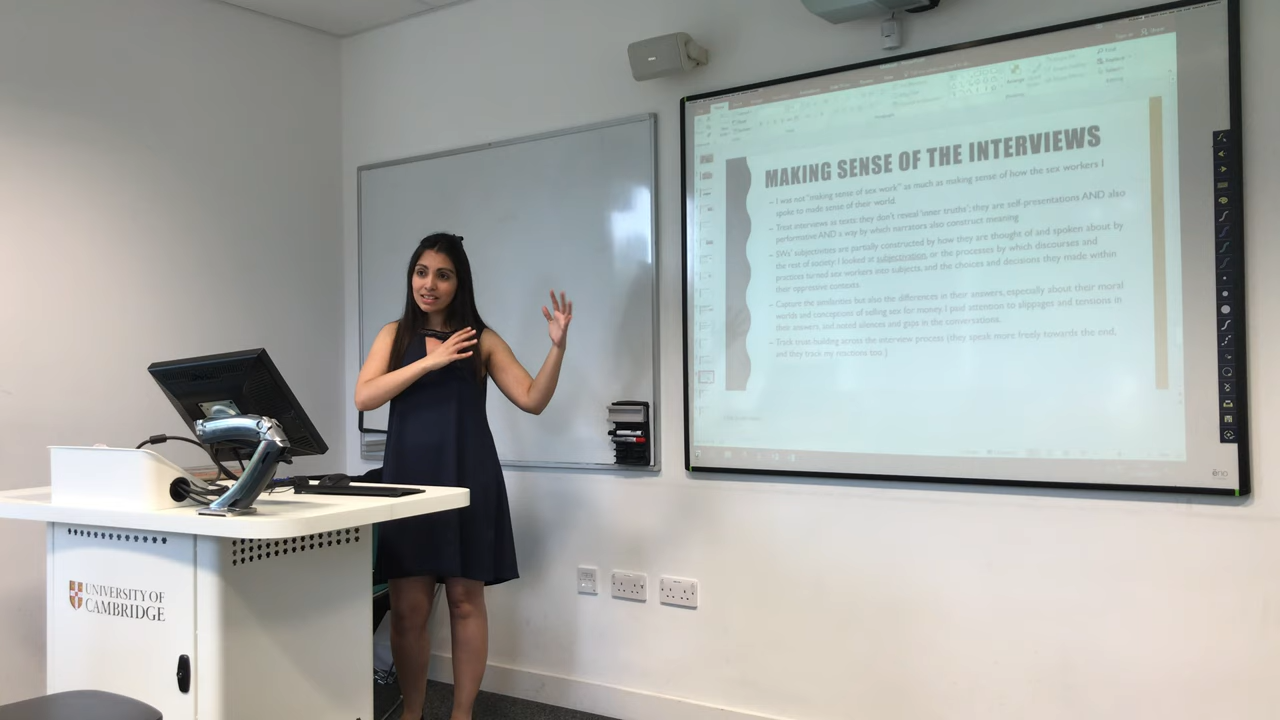 MAKING SENSE OF THE INTERVIEWS
– I was not "making sense of sex work" as much as making sense of how the sex workers I
spoke to made sense of their world.
– Treat interviews as texts: they don't reveal 'inner truths'; they are self-presentations AND also
performative AND a way by which narrators also construct meaning
– SWs' subjectivities are partially constructed by how they are thought of and spoken about by
the rest of society. I looked at subjectivation, or the processes by which discourses and
practices turned sex workers into subjects, and the choices and decisions they made within
their oppressive contexts.
– Capture the similarities but also the differences in their answers, especially about their moral
worlds and conceptions of selling sex for money. I paid attention to slippages and tensions in
their answers, and noted silences and gaps in the conversations.
– Track trust-building across the interview process (they speak more freely towards the end,
and they track my reactions too )
UNIVERSITY OF
CAMBRIDGE